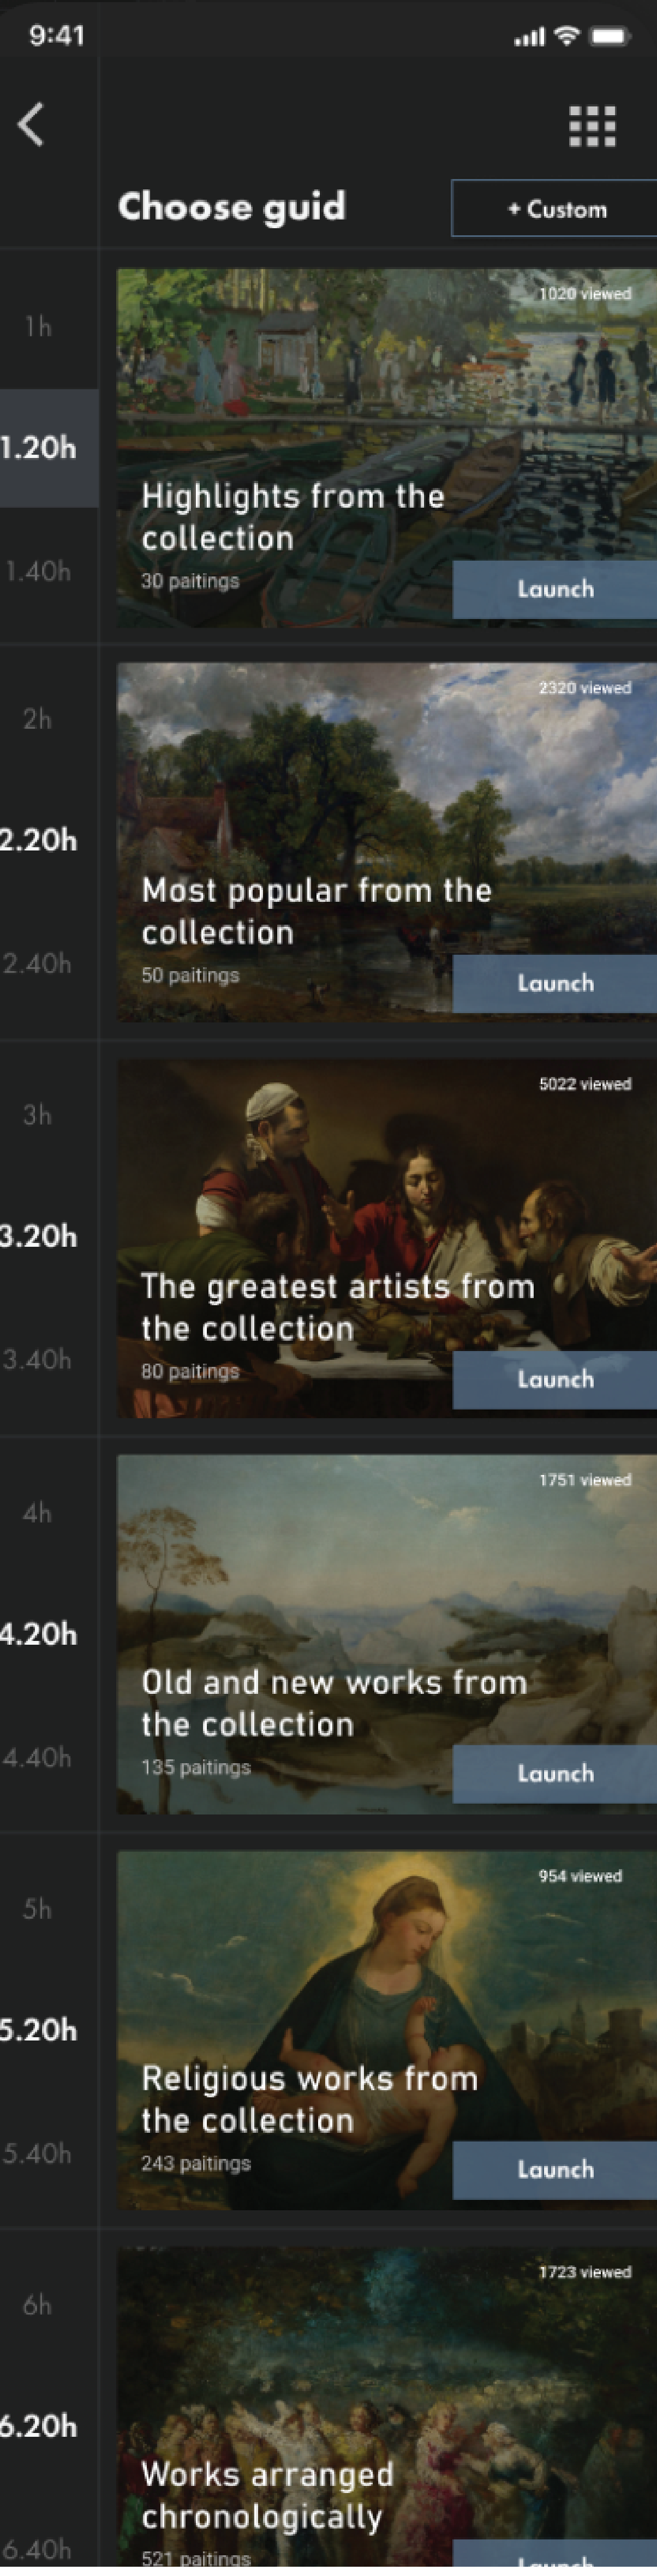 9:41
Choose guid
+ Custom
1h
1.20h
1.40h
1020 viewed
Highlights from the
collection
30 paitings
Launch
2h
2.20h
2.40h
2320 viewed
Most popular from the
collection
50 paitings
Launch
3h
3.20h
3.40h
5022 viewed
The greatest artists from
the collection
80 paitings
Launch
4h
4.20h
4.40h
1751 viewed
Old and new works from
the collection
135 paitings
Launch
5h
5.20h
5.40h
954 viewed
Religious works from
the collection
243 paitings
Launch
6h
6.20h
6.40h
1723 viewed
Works arranged
chronologically
521 paitings
Launch